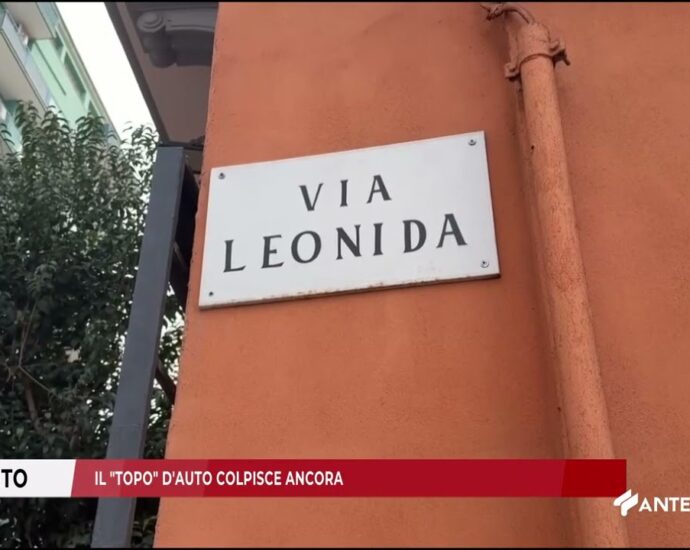 VIA
LEONIDA
TO IL "TOPO" D'AUTO COLPISCE ANCORA
ANTE